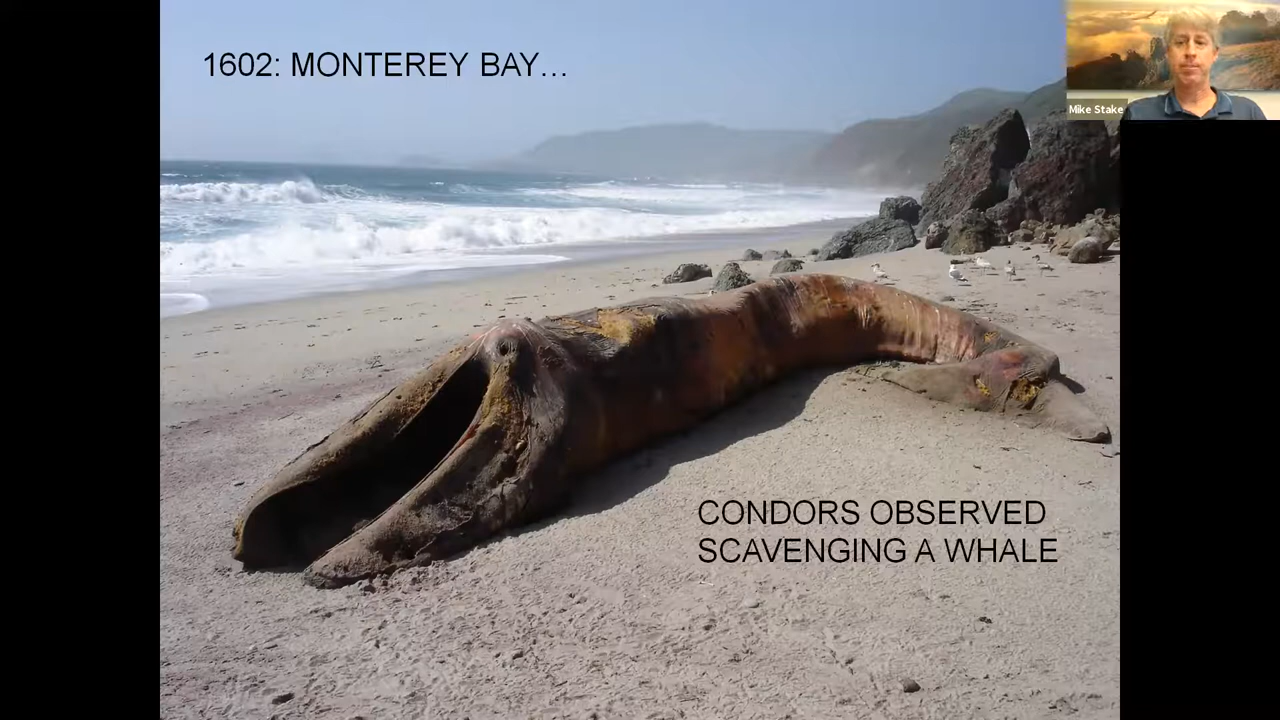 1602: MONTEREY BAY...
Mike Stake
CONDORS OBSERVED
SCAVENGING A WHALE